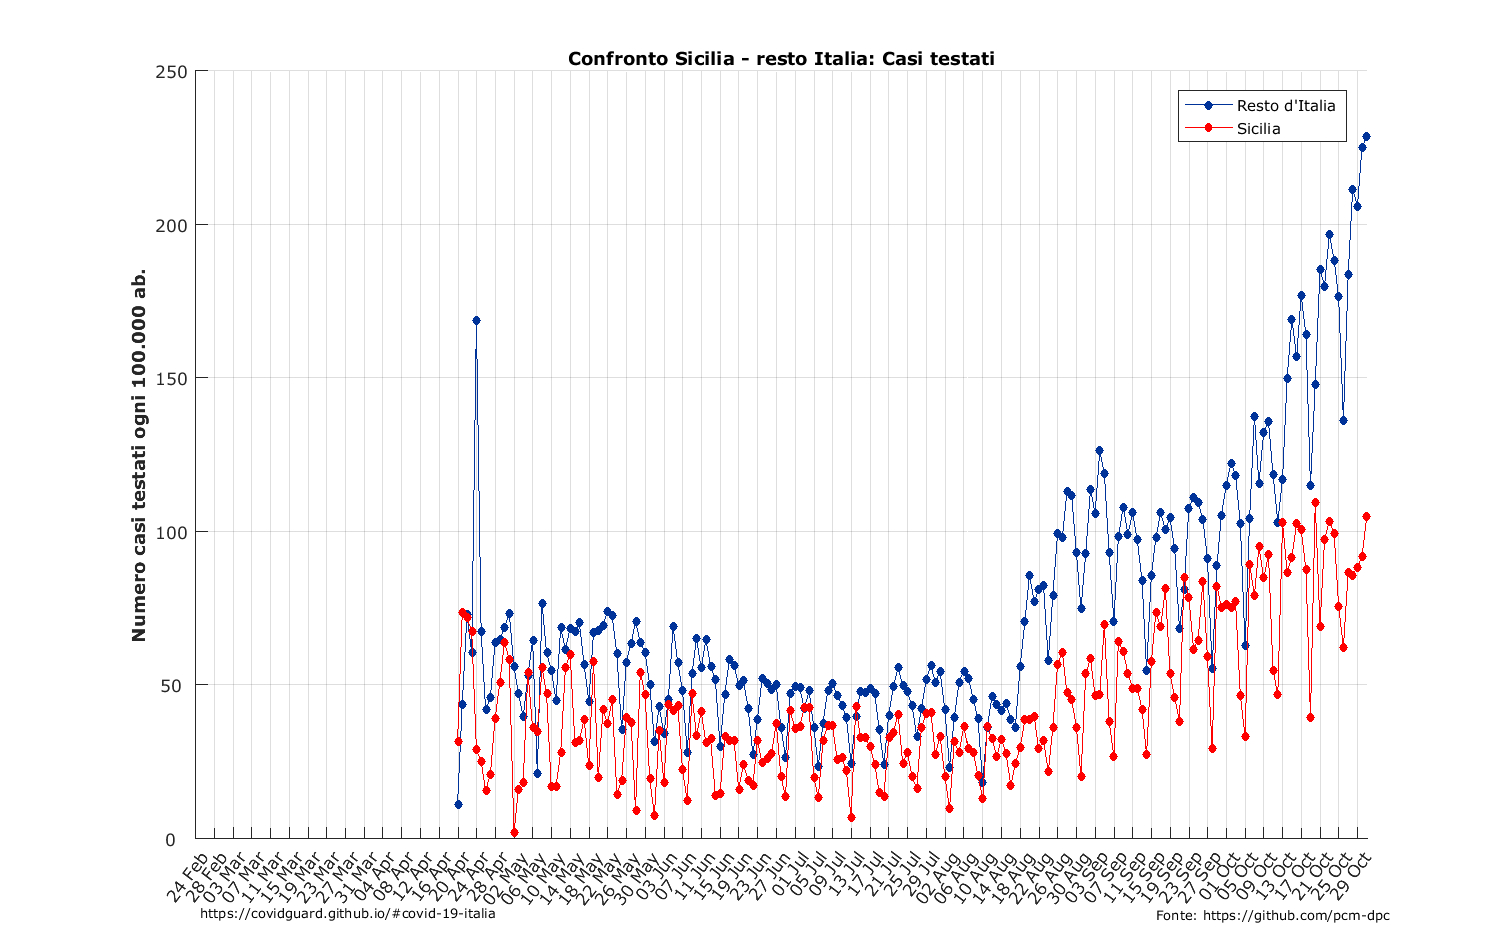 Confronto Sicilia - resto Italia: Casi testati
Resto d'Italia
Sicilia
Numero casi testati ogni 100.000 ab.
250
200
150
100
50
0
24 Feb
28 Feb
03 Mar
07 Mar
11 Mar
15 Mar
19 Mar
23 Mar
27 Mar
31 Mar
04 Apr
08 Apr
12 Apr
16 Apr
20 Apr
24 Apr
28 Apr
02 May
06 May
10 May
14 May
18 May
22 May
26 May
30 May
03 Jun
07 Jun
11 Jun
15 Jun
19 Jun
23 Jun
27 Jun
01 Jul
05 Jul
09 Jul
13 Jul
17 Jul
21 Jul
25 Jul
29 Jul
02 Aug
06 Aug
10 Aug
14 Aug
18 Aug
22 Aug
26 Aug
30 Aug
03 Sep
07 Sep
11 Sep
15 Sep
19 Sep
23 Sep
27 Sep
01 Oct
05 Oct
09 Oct
13 Oct
17 Oct
21 Oct
25 Oct
29 Oct
https://covidguard.github.io/#covid-19-italia
Fonte: https://github.com/pcm-dpc